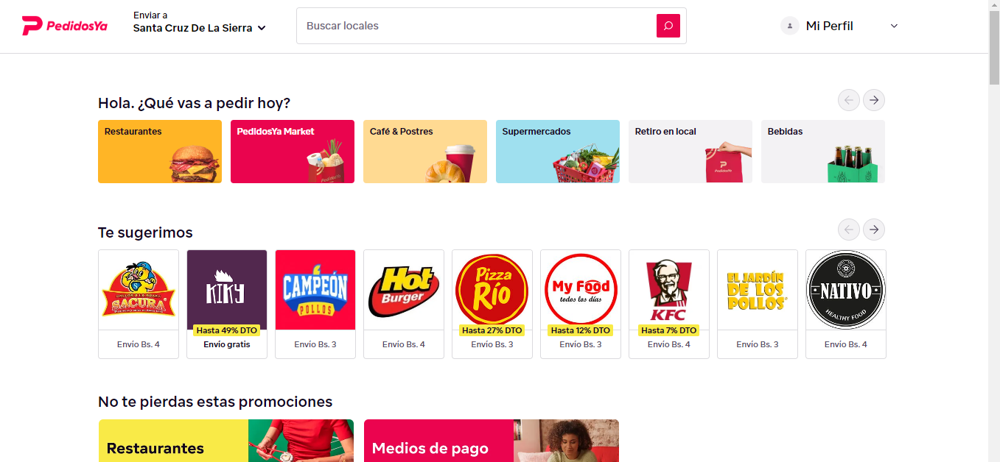 PedidosYa
Enviar a
Santa Cruz De La Sierra
Buscar locales
Mi Perfil
Hola. ¿Qué vas a pedir hoy?
Restaurantes
PedidosYa Market
Café & Postres
Supermercados
Retiro en local
Bebidas
PedidosYa
PedidosYa
Te sugerimos
POLLOS A LA BRASA
SACURA
KIKY
CAMPEÓN
POLLOS
Hot
Burger
Pizza
Río
My Food
todos los días
KFC
EL JARDÍN
DE LOS
POLLOS
NATIVO
HEALTHY FOOD
Hasta 49% DTO
Hasta 27% DTO
Hasta 12% DTO
Hasta 7% DTO
Envío Bs. 4
Envío gratis
Envío Bs. 3
Envío Bs. 4
Envío Bs. 3
Envío Bs. 3
Envío Bs. 4
Envío Bs. 3
Envío Bs. 4
No te pierdas estas promociones
Restaurantes
Medios de pago